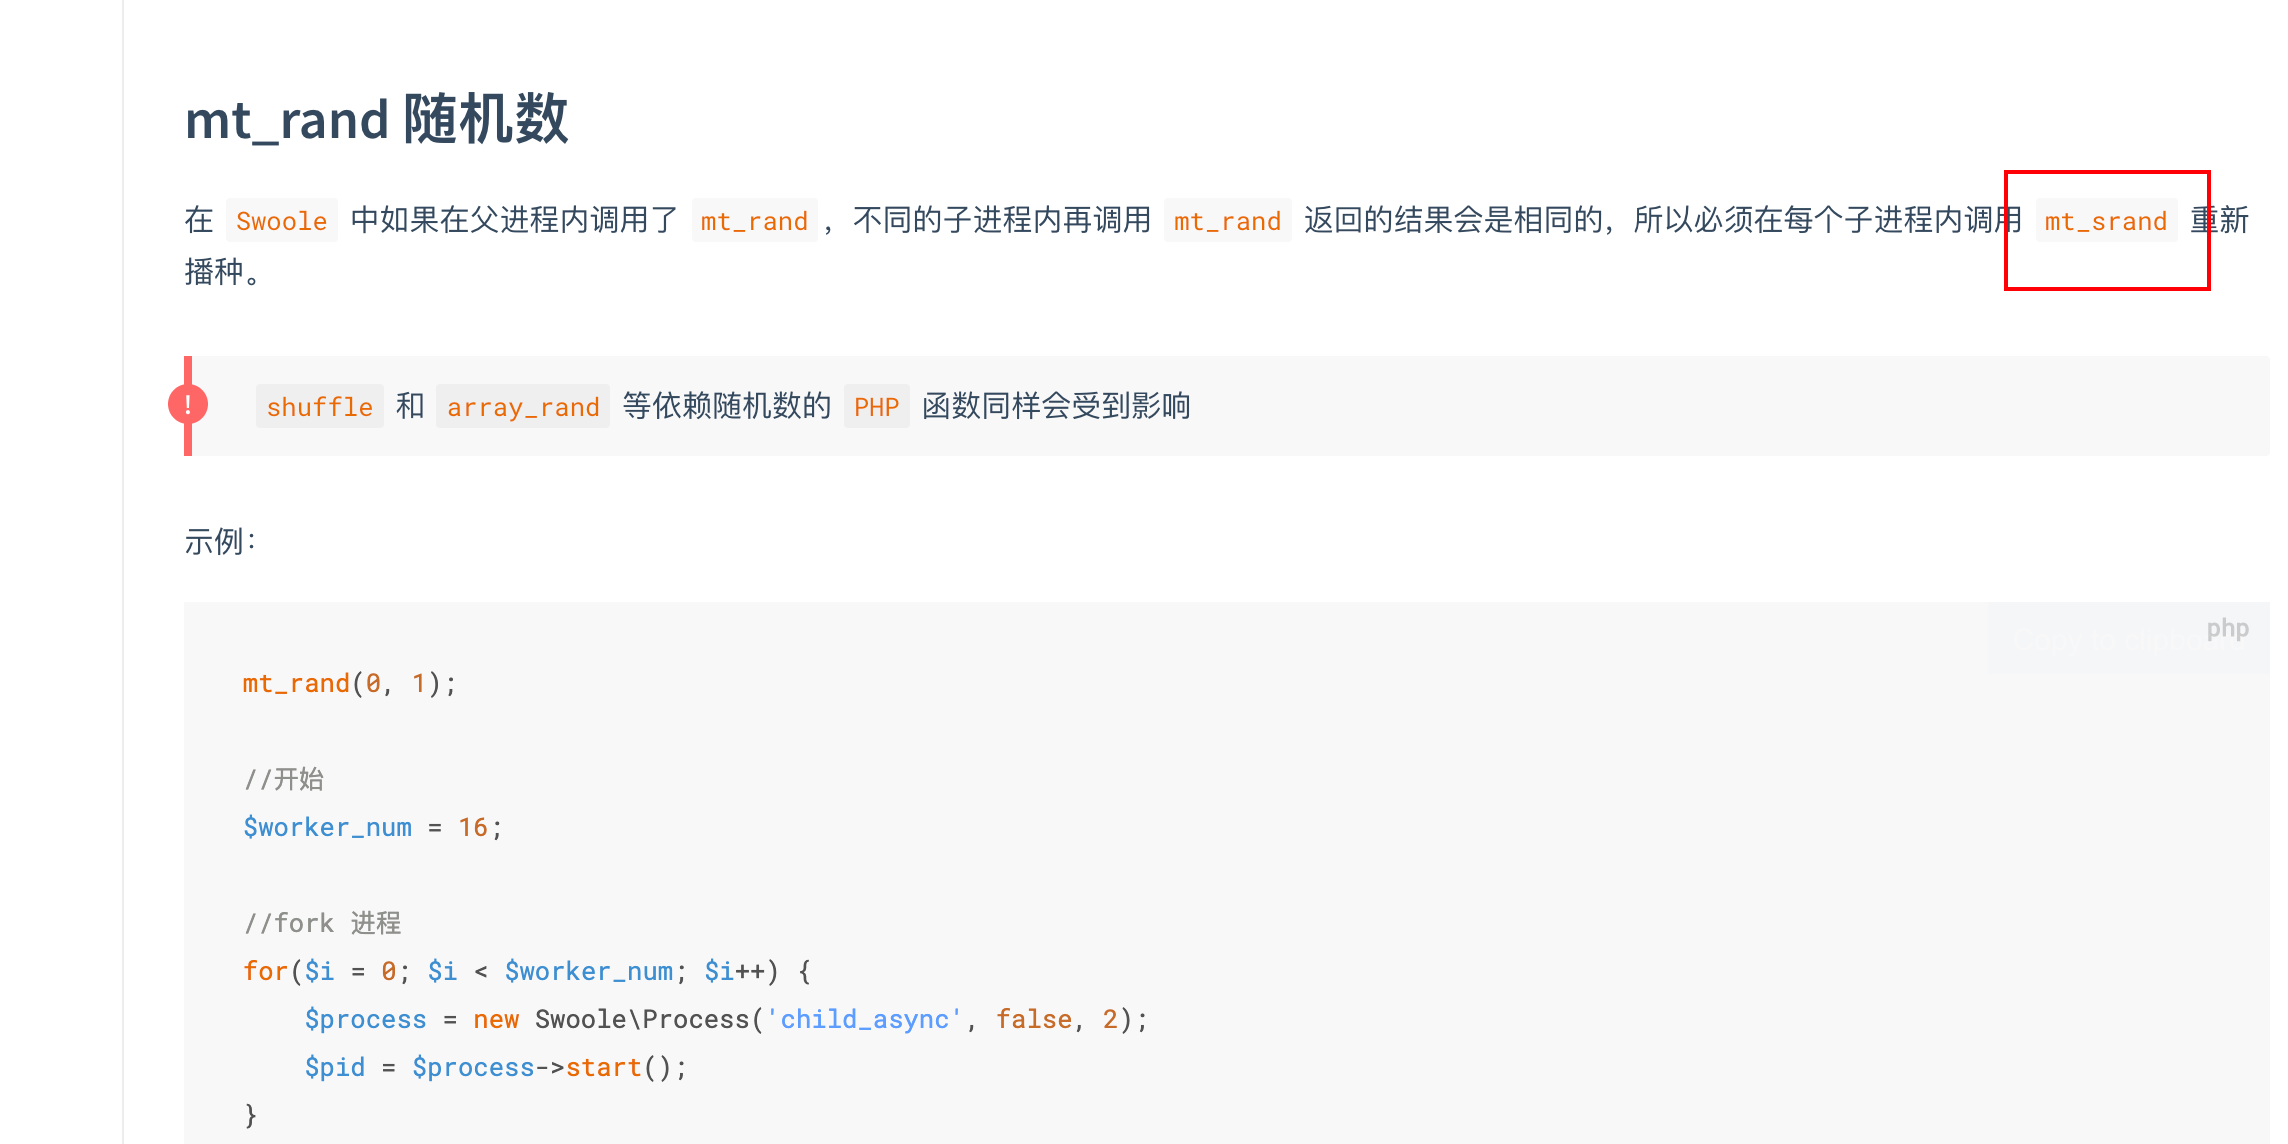 mt_rand 随机数
在 Swoole 中如果在父进程内调用了 mt_rand，不同的子进程内再调用 mt_rand 返回的结果会是相同的，所以必须在每个子进程内调用 mt_srand 重新
播种。
! shuffle 和 array_rand 等依赖随机数的 PHP 函数同样会受到影响
示例：
php
Copy to clipboard
mt_rand(0, 1);
//开始
$worker_num = 16;
//fork 进程
for($i = 0; $i < $worker_num; $i++) {
    $process = new Swoole\Process('child_async', false, 2);
    $pid = $process->start();
}